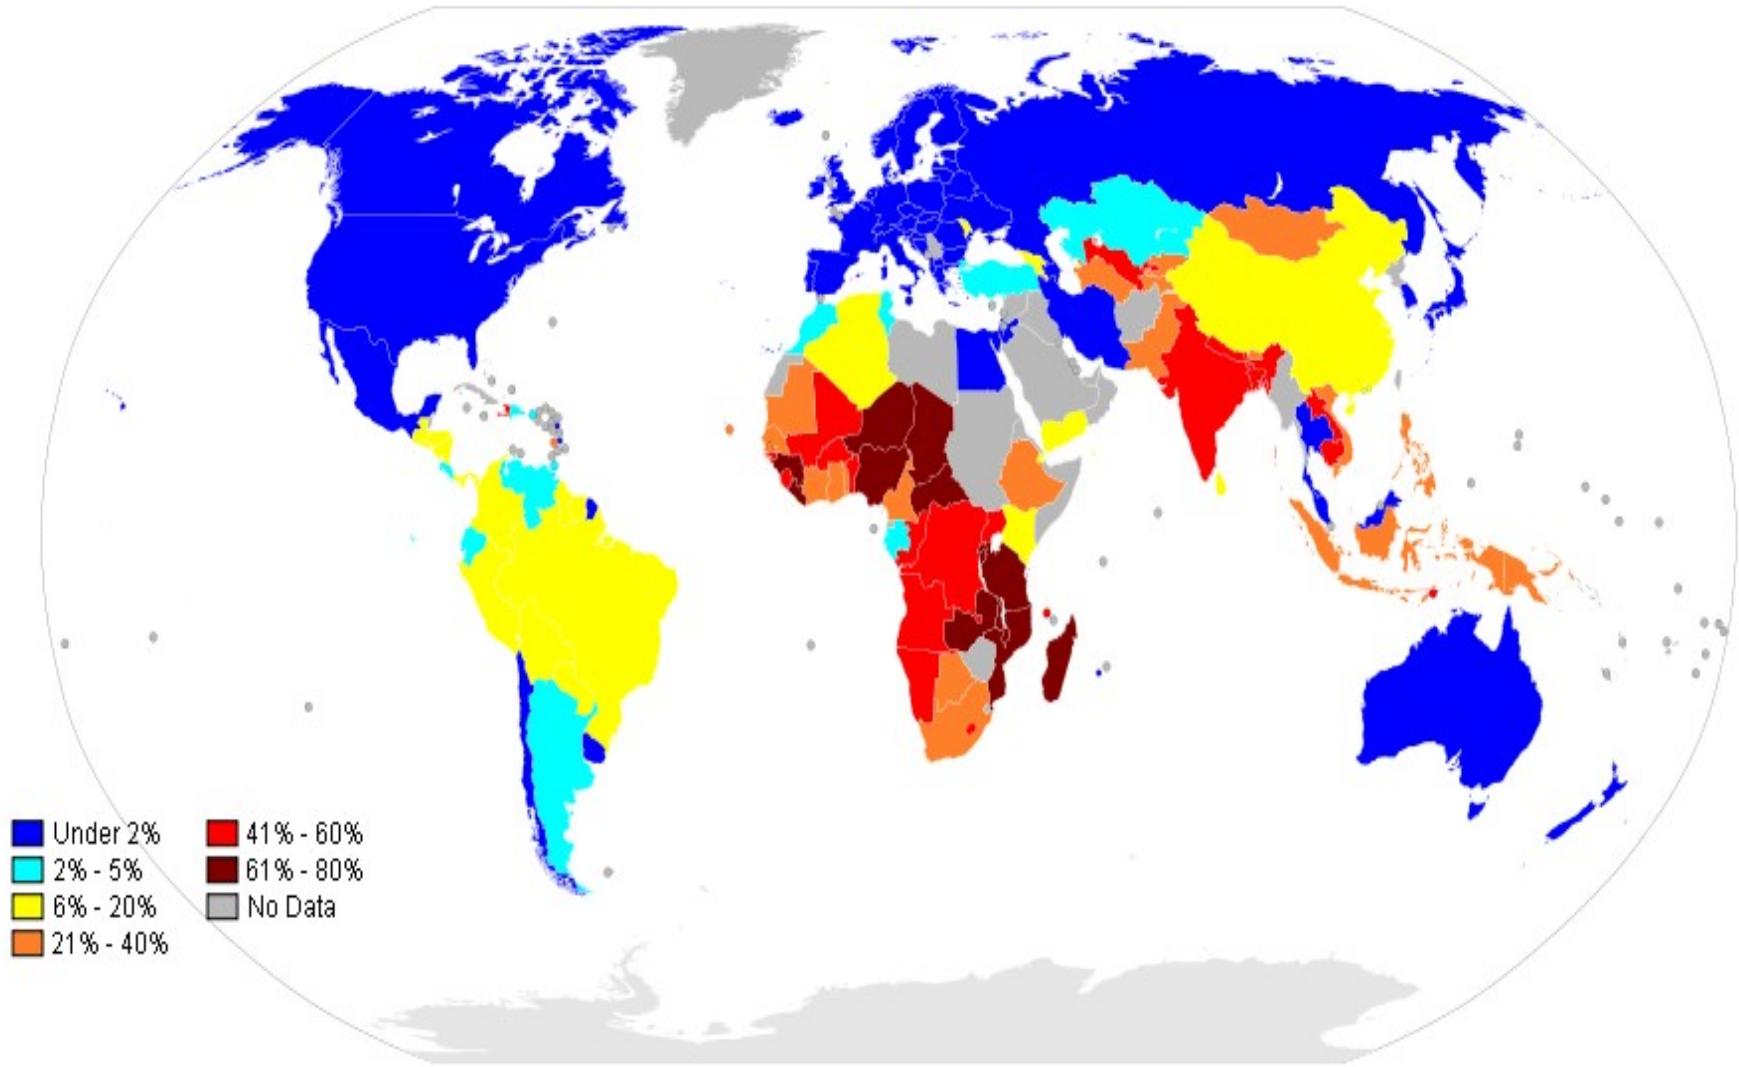 Under 2%
2% - 5%
6% - 20%
21% - 40%
41% - 60%
61% - 80%
No Data